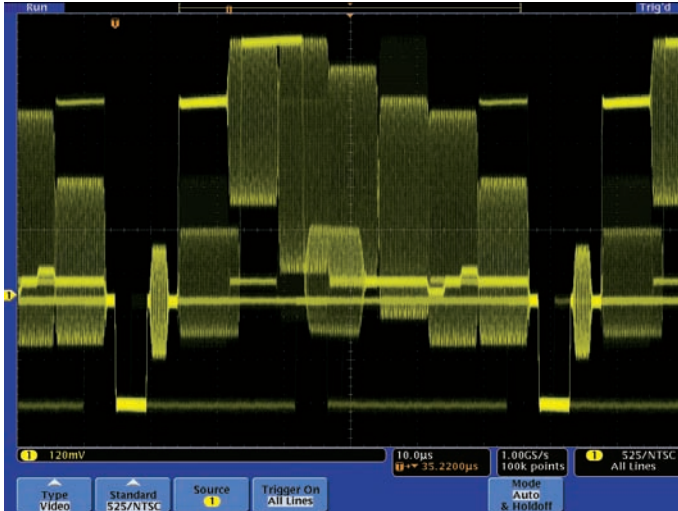 Run Trig'd
1
1 120mV
10.0µs
T→▼ 35.2200µs
1.00GS/s
100k points
1 525/NTSC
All Lines
Type
Video
Standard
525/NTSC
Source
1
Trigger On
All Lines
Mode
Auto
& Holdoff